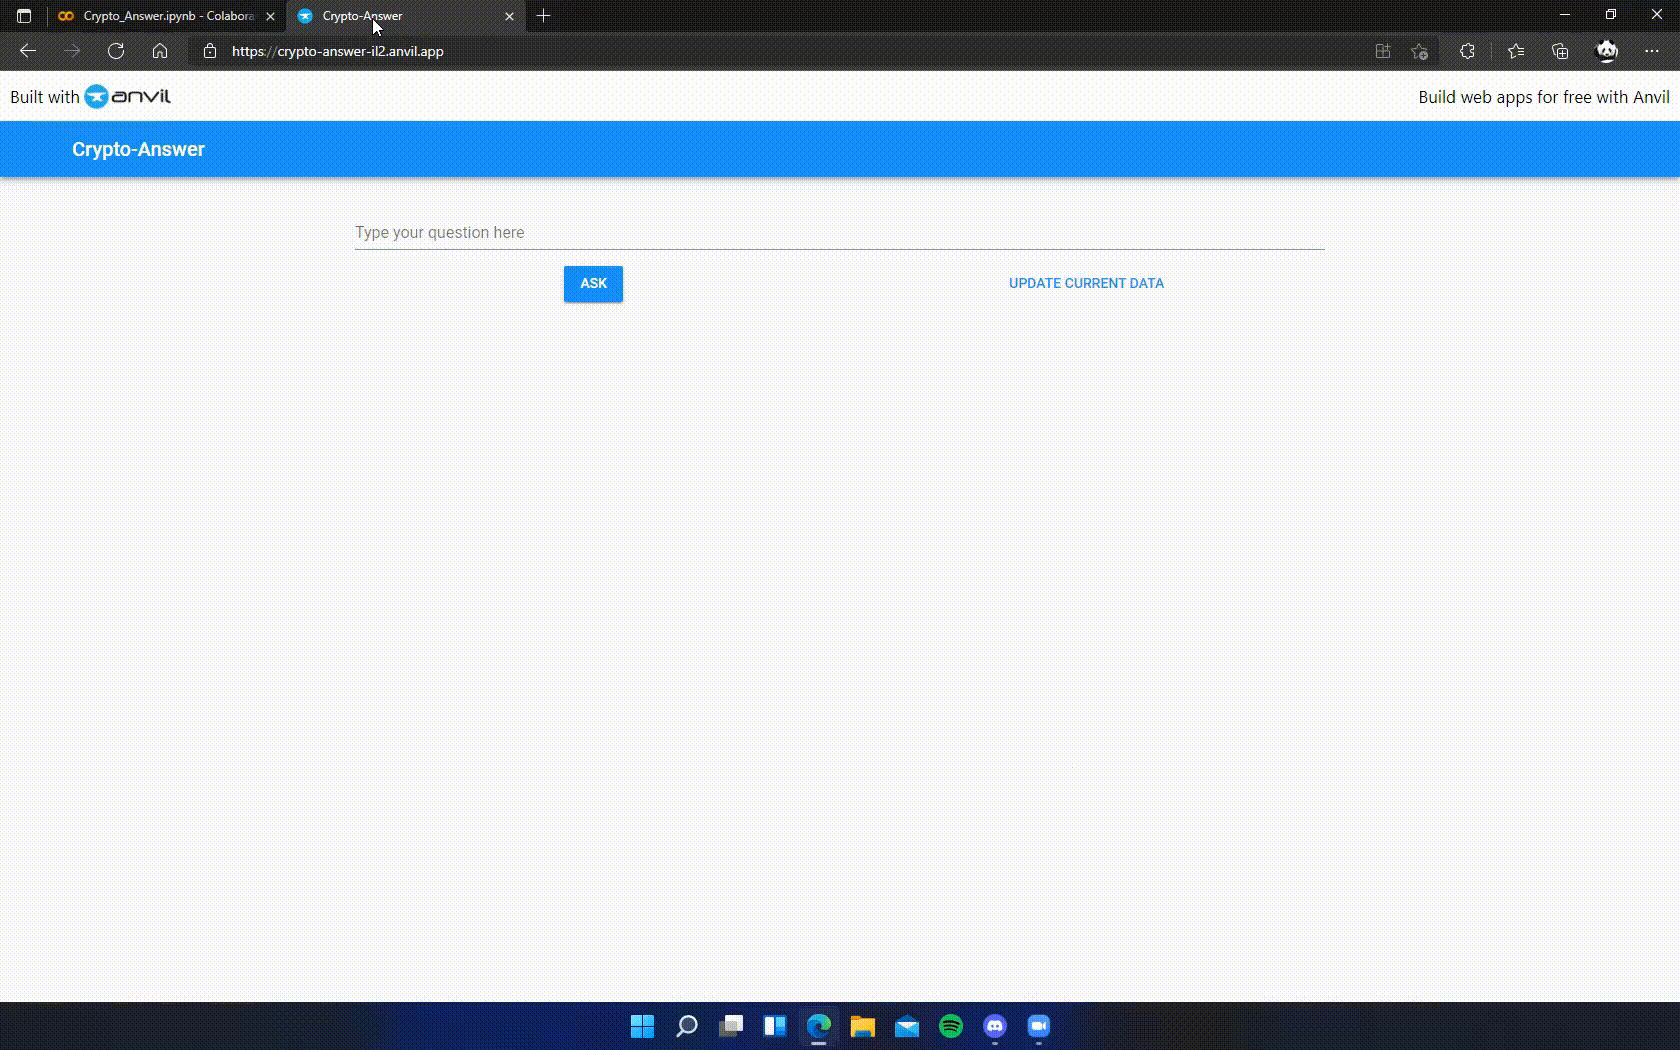 Crypto_Answer.ipynb - Colabora
Crypto-Answer
https://crypto-answer-il2.anvil.app
Built with anvil
Build web apps for free with Anvil
Crypto-Answer
Type your question here
ASK
UPDATE CURRENT DATA